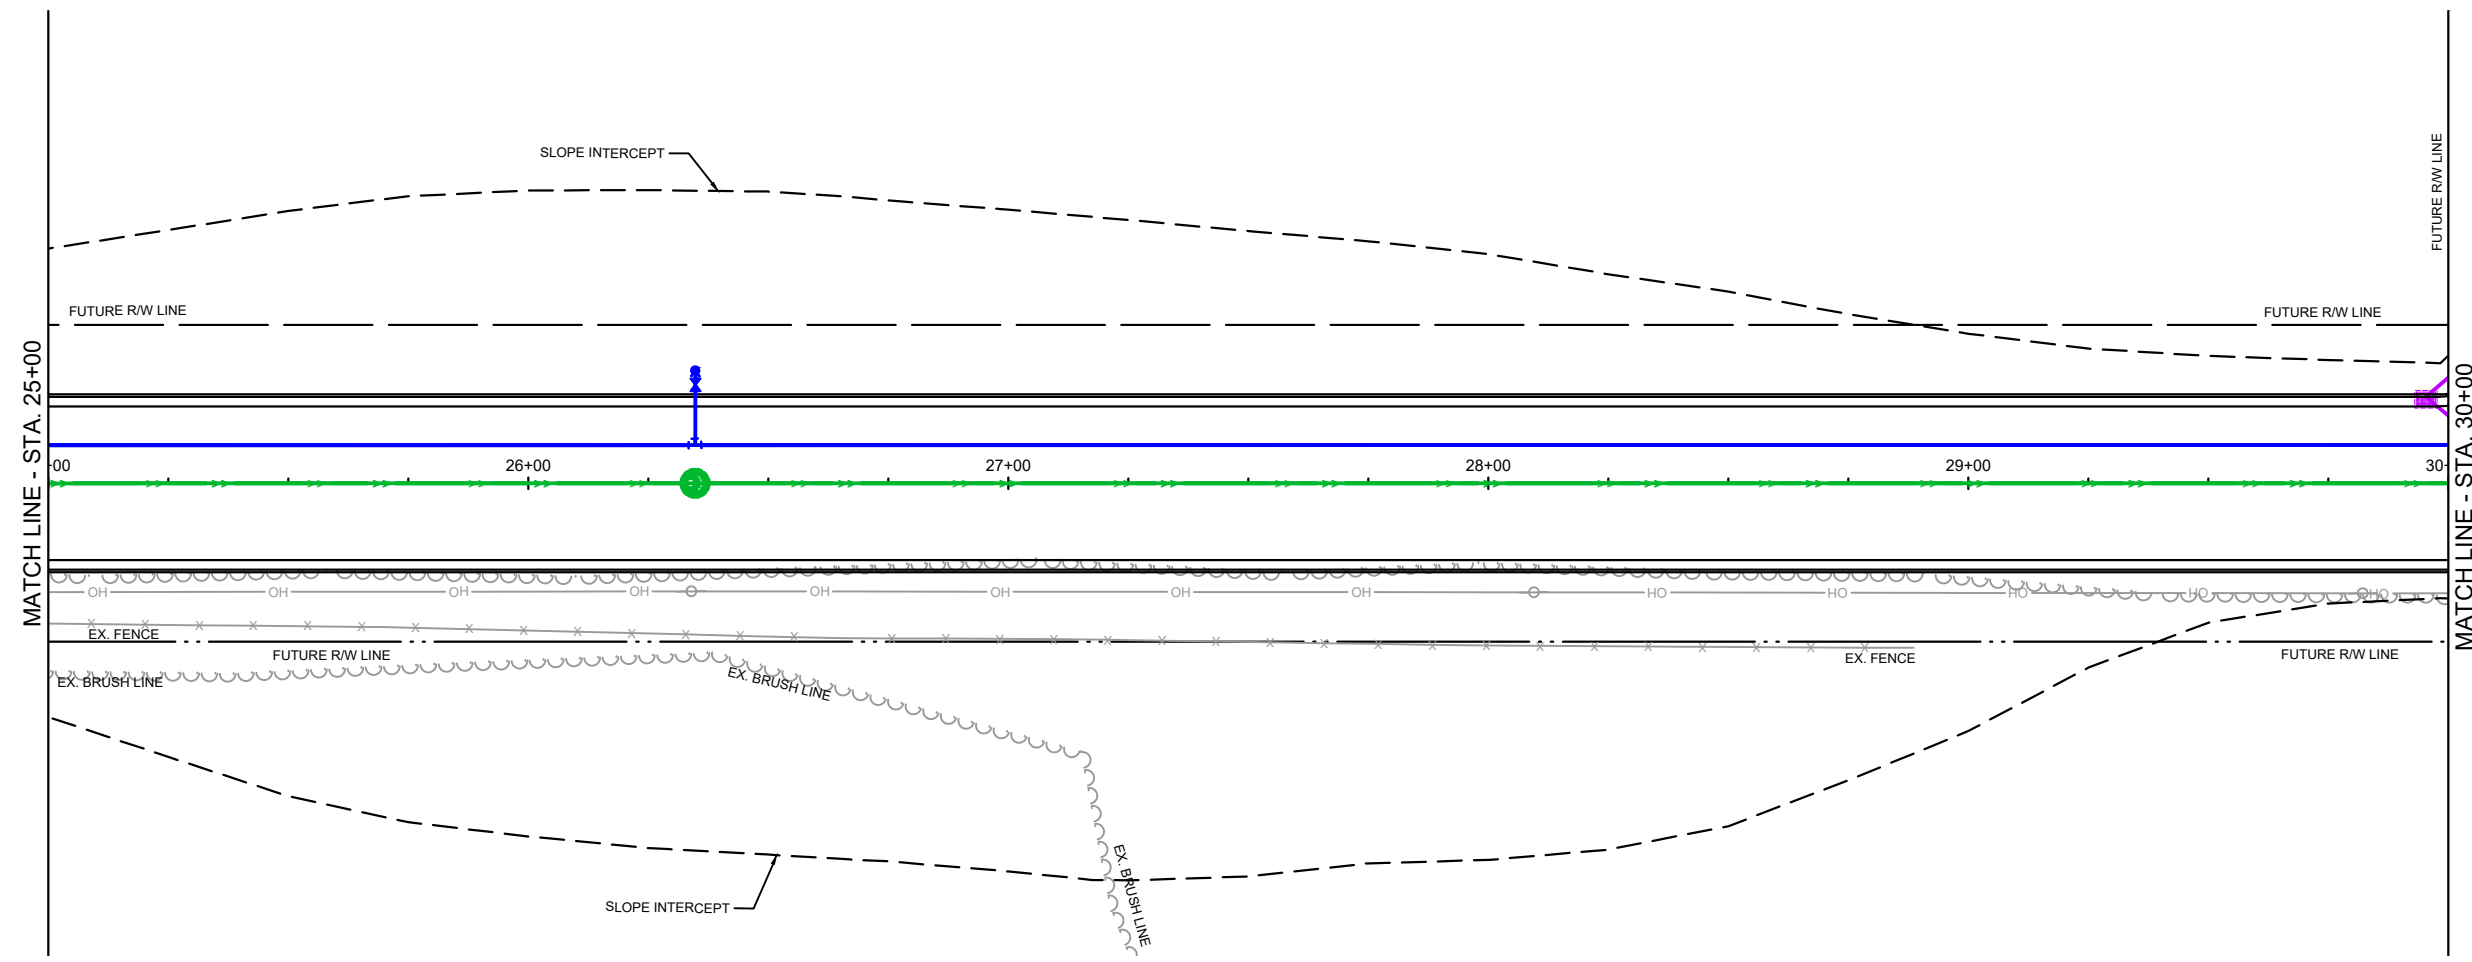 SLOPE INTERCEPT
FUTURE R/W LINE
FUTURE R/W LINE
FUTURE R/W LINE
MATCH LINE - STA. 25+00
MATCH LINE - STA. 30+00
+00
26+00
27+00
28+00
29+00
30+
OH OH OH OH OH OH OH OH HO HO HO HO HO
EX. FENCE
FUTURE R/W LINE
EX. FENCE
FUTURE R/W LINE
EX. BRUSH LINE
EX. BRUSH LINE
EX. BRUSH LINE
SLOPE INTERCEPT